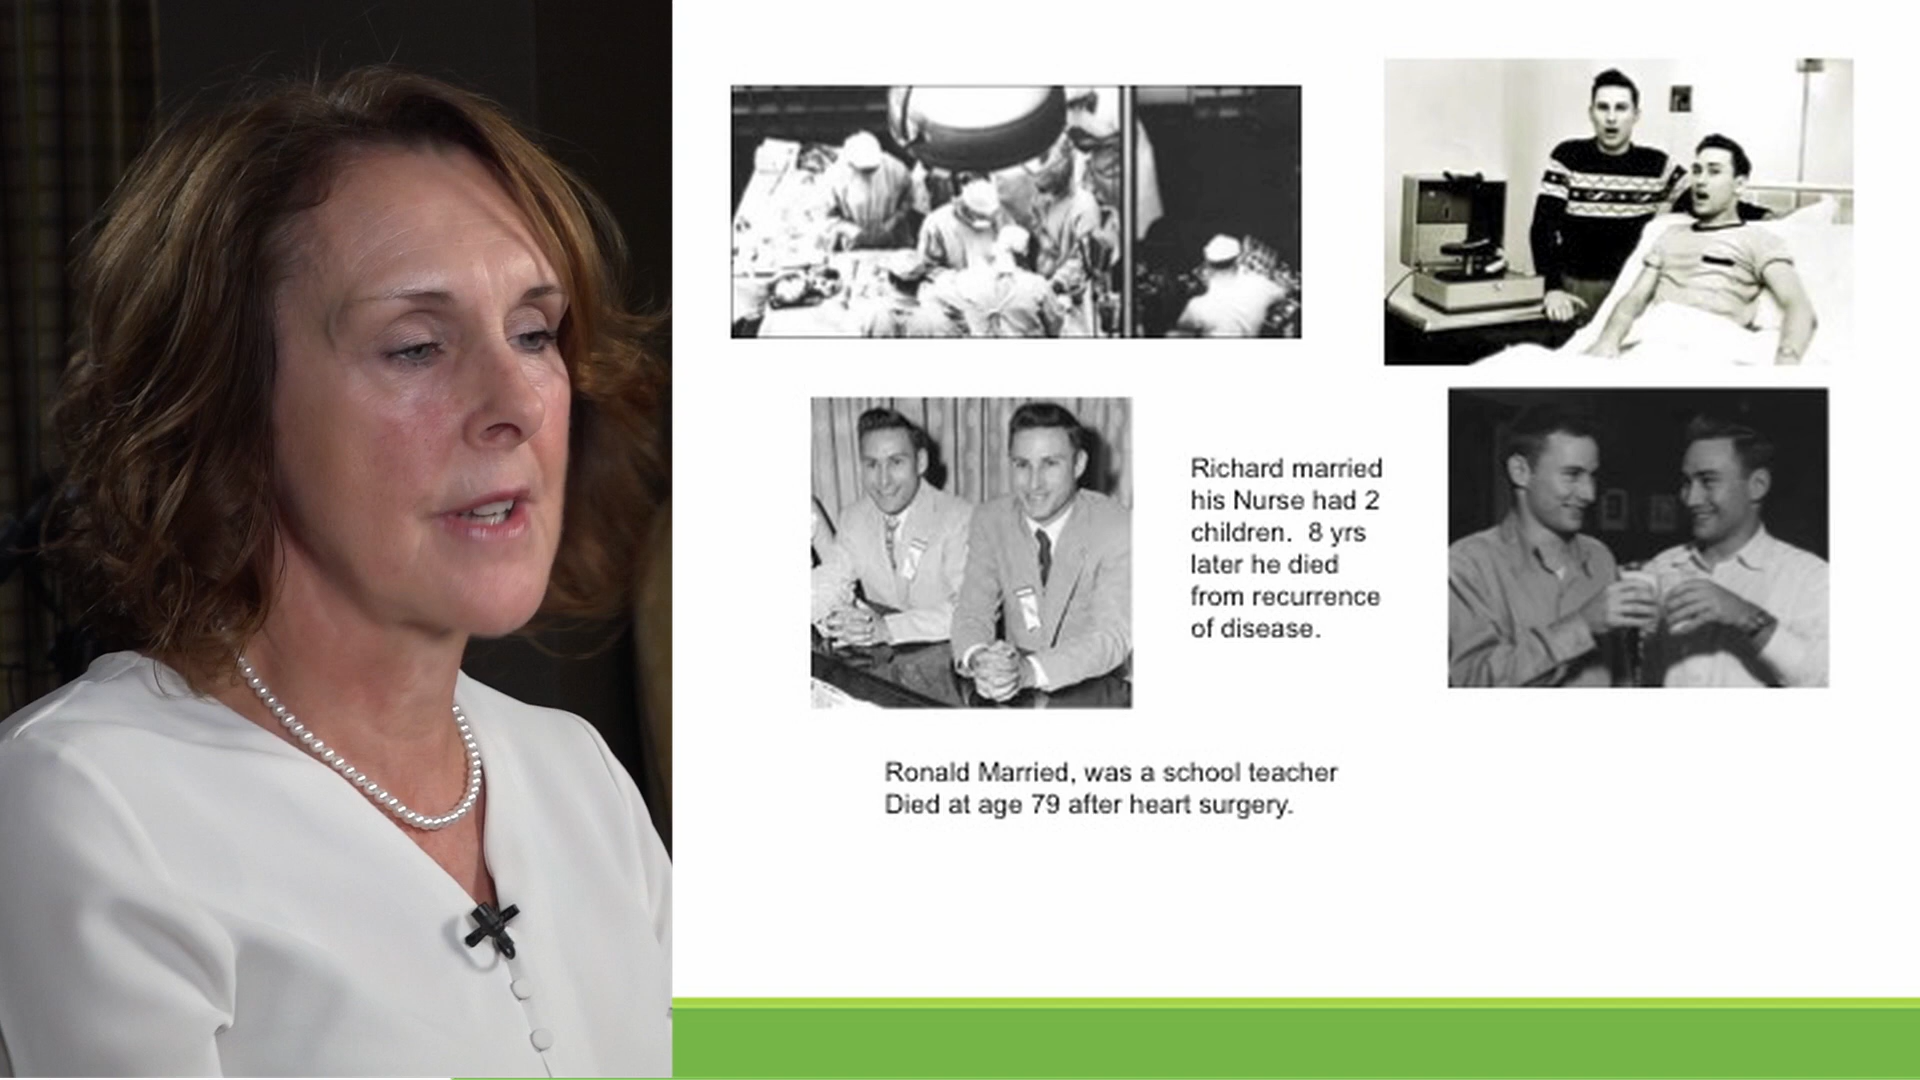 Richard married
his Nurse had 2
children.  8 yrs
later he died
from recurrence
of disease.
Ronald Married, was a school teacher
Died at age 79 after heart surgery.